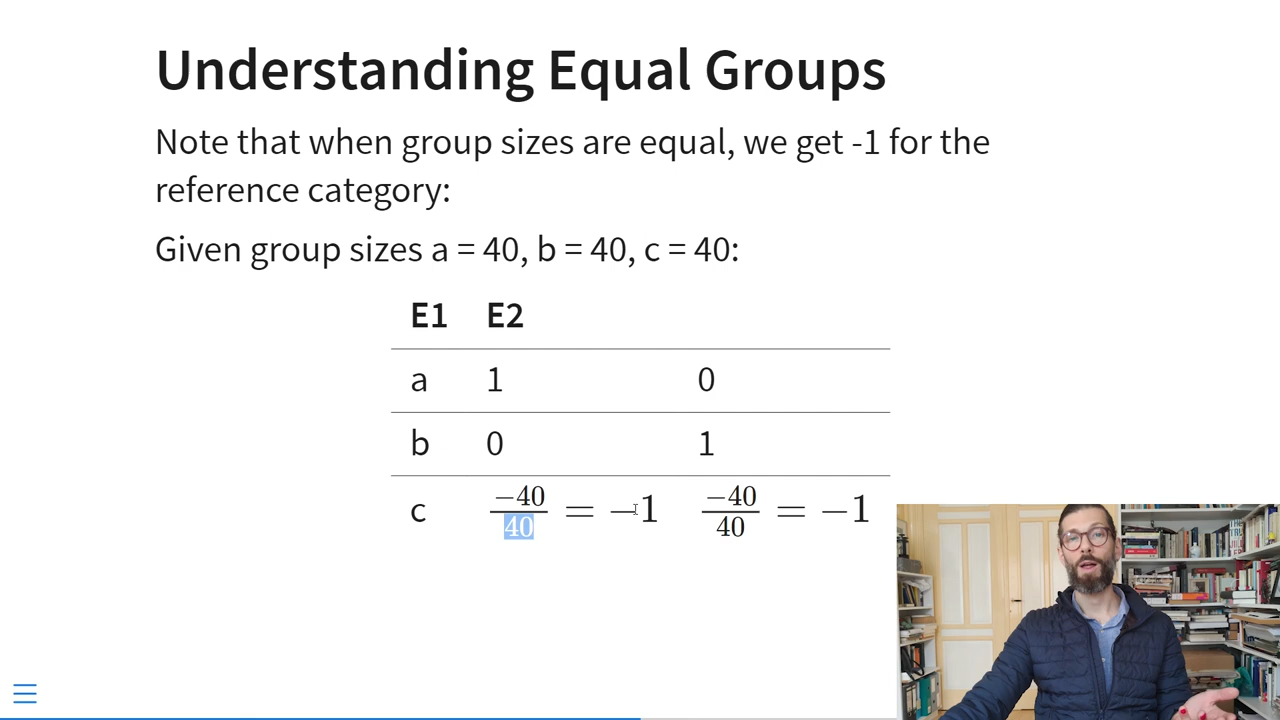 Understanding Equal Groups
Note that when group sizes are equal, we get -1 for the
reference category:
Given group sizes a = 40, b = 40, c = 40:
E1 E2
a 1 0
b 0 1
c −40/40 = −1 −40/40 = −1